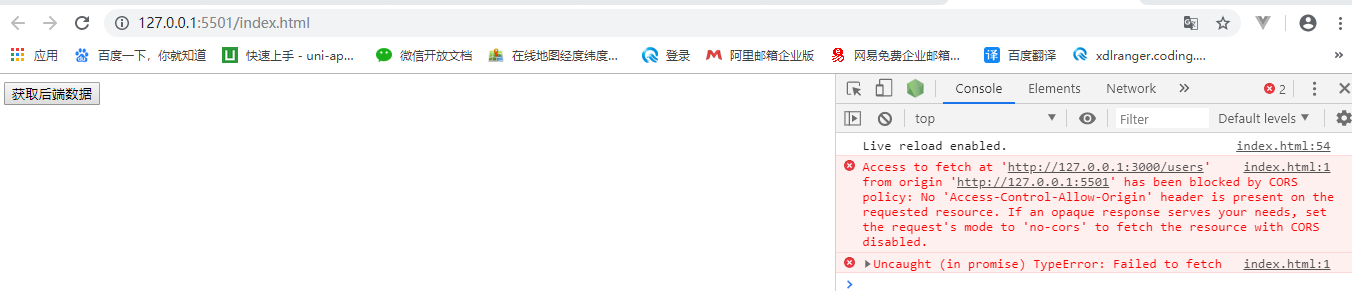 127.0.0.1:5501/index.html
应用 百度一下，你就知道 快速上手 - uni-ap... 微信开放文档 在线地图经度纬度... 登录 阿里邮箱企业版 网易免费企业邮箱... 译 百度翻译 xdlranger.coding.... »
获取后端数据
Console Elements Network » 2
top Filter Default levels
Live reload enabled. index.html:54
Access to fetch at 'http://127.0.0.1:3000/users' index.html:1
from origin 'http://127.0.0.1:5501' has been blocked by CORS
policy: No 'Access-Control-Allow-Origin' header is present on the
requested resource. If an opaque response serves your needs, set
the request's mode to 'no-cors' to fetch the resource with CORS
disabled.
Uncaught (in promise) TypeError: Failed to fetch index.html:1